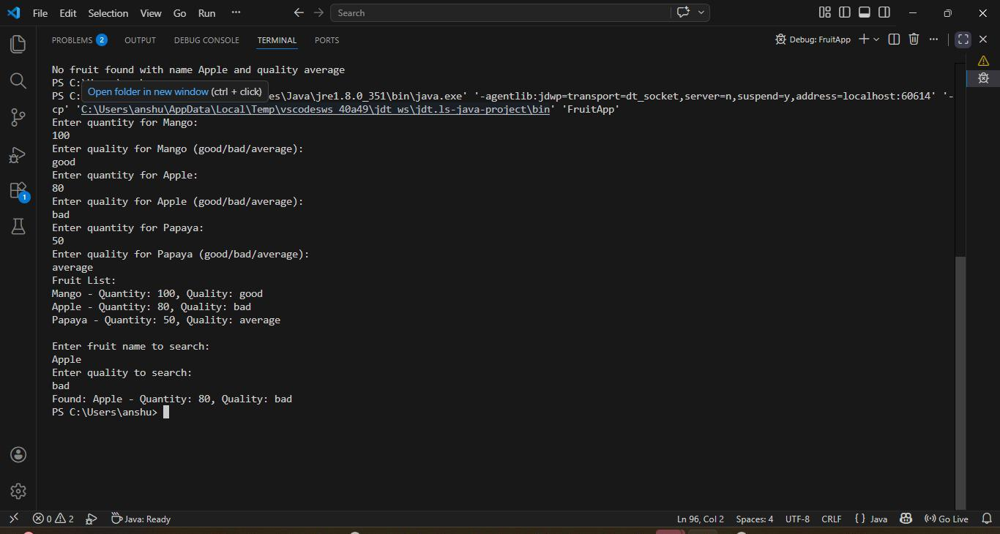 File Edit Selection View Go Run ··· Search
PROBLEMS 2 OUTPUT DEBUG CONSOLE TERMINAL PORTS Debug: FruitApp
No fruit found with name Apple and quality average
PS C:
Open folder in new window (ctrl + click)
PS C: es\Java\jre1.8.0_351\bin\java.exe' '-agentlib:jdwp=transport=dt_socket,server=n,suspend=y,address=localhost:60614' '-
cp' 'C:\Users\anshu\AppData\Local\Temp\vscodesws_40a49\jdt_ws\jdt.ls-java-project\bin' 'FruitApp'
Enter quantity for Mango:
100
Enter quality for Mango (good/bad/average):
good
Enter quantity for Apple:
80
Enter quality for Apple (good/bad/average):
bad
Enter quantity for Papaya:
50
Enter quality for Papaya (good/bad/average):
average
Fruit List:
Mango - Quantity: 100, Quality: good
Apple - Quantity: 80, Quality: bad
Papaya - Quantity: 50, Quality: average
Enter fruit name to search:
Apple
Enter quality to search:
bad
Found: Apple - Quantity: 80, Quality: bad
PS C:\Users\anshu>
1
0 2 Java: Ready Ln 96, Col 2 Spaces: 4 UTF-8 CRLF {} Java Go Live